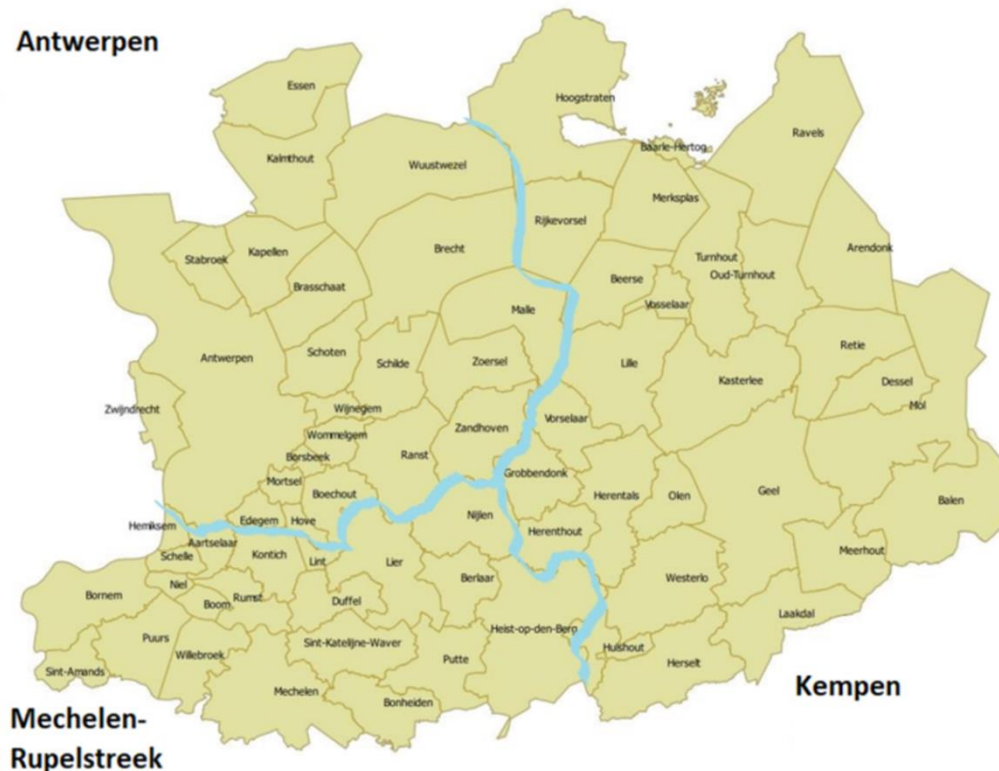 Antwerpen
Essen
Hoogstraten
Ravels
Baarle-Hertog
Kalmthout
Wuustwezel
Merksplas
Rijkevorsel
Brecht
Arendonk
Kapellen
Stabroek
Turnhout
Oud-Turnhout
Beerse
Brasschaat
Vosselaar
Malle
Retie
Schoten
Antwerpen
Zoersel
Schilde
Lille
Kasterlee
Dessel
Mol
Zwijndrecht
Wijnegem
Vorselaar
Zandhoven
Wommelgem
Borsbeek
Ranst
Grobbendonk
Mortsel
Boechout
Herentals
Olen
Geel
Balen
Nijlen
Hemiksem
Edegem
Hove
Herenthout
Aartselaar
Schelle
Kontich
Lint
Lier
Meerhout
Niel
Berlaar
Westerlo
Bornem
Boom
Rumst
Duffel
Laakdal
Heist-op-den-Berg
Puurs
Sint-Katelijne-Waver
Willebroek
Putte
Hulshout
Herselt
Sint-Amands
Mechelen
Bonheiden
Kempen
Mechelen-
Rupelstreek